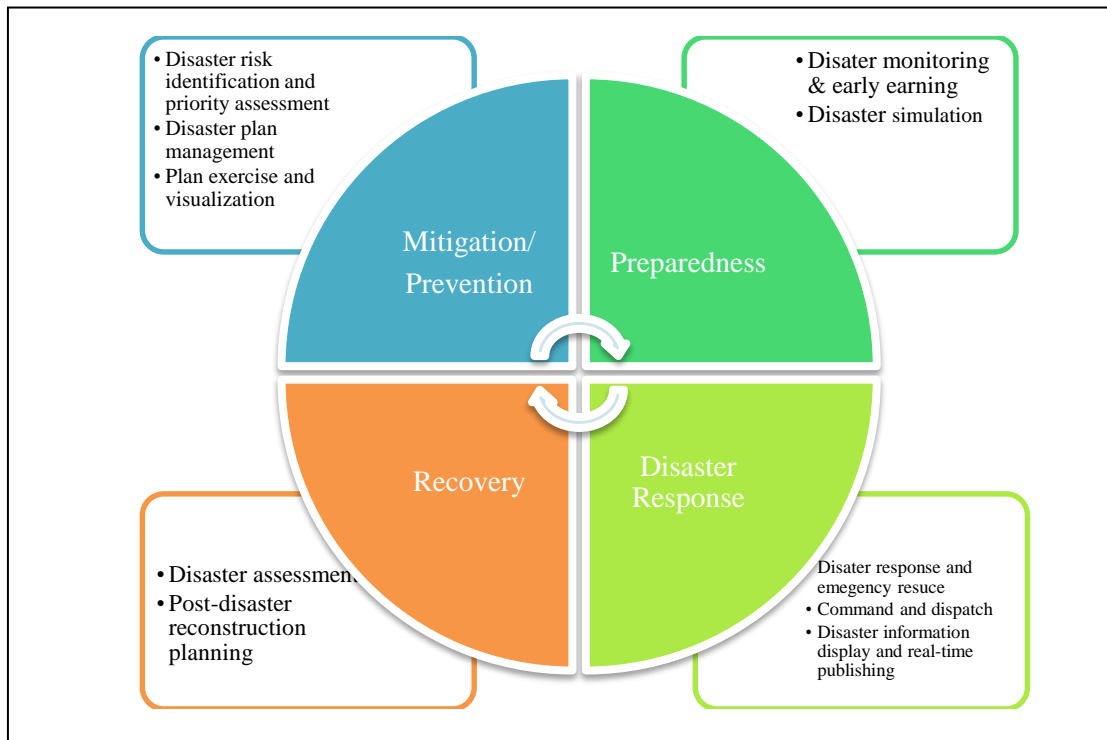 • Disaster risk
identification and
priority assessment
• Disaster plan
management
• Plan exercise and
visualization
• Disater monitoring
& early earning
• Disaster simulation
Mitigation/
Prevention
Preparedness
Recovery
Disaster
Response
• Disaster assessment
• Post-disaster
reconstruction
planning
Disater response and
emegency resuce
• Command and dispatch
• Disaster information
display and real-time
publishing